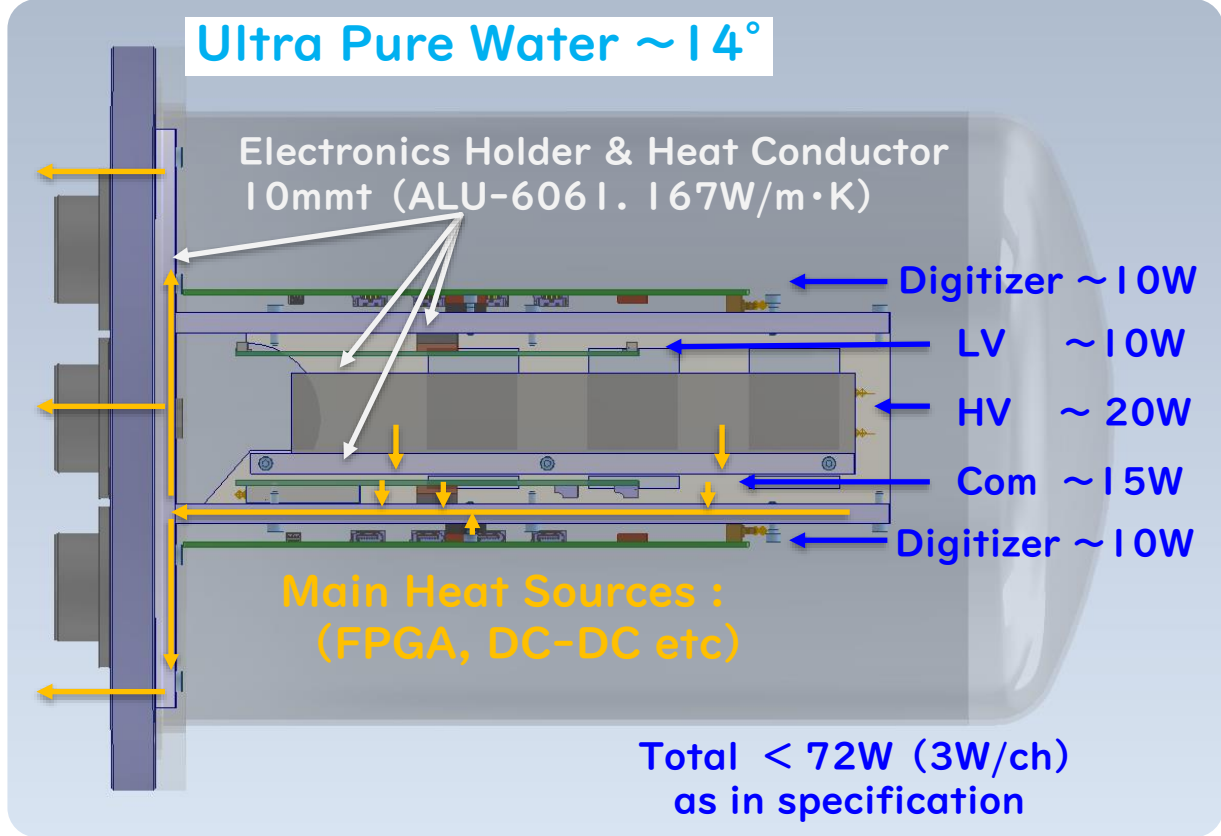 Ultra Pure Water ~14°
Electronics Holder & Heat Conductor
10mmt (ALU-6061. 167W/m・K)
Digitizer ~10W
LV ~10W
HV ~ 20W
Com ~15W
Digitizer ~10W
Main Heat Sources :
(FPGA, DC-DC etc)
Total < 72W (3W/ch)
as in specification